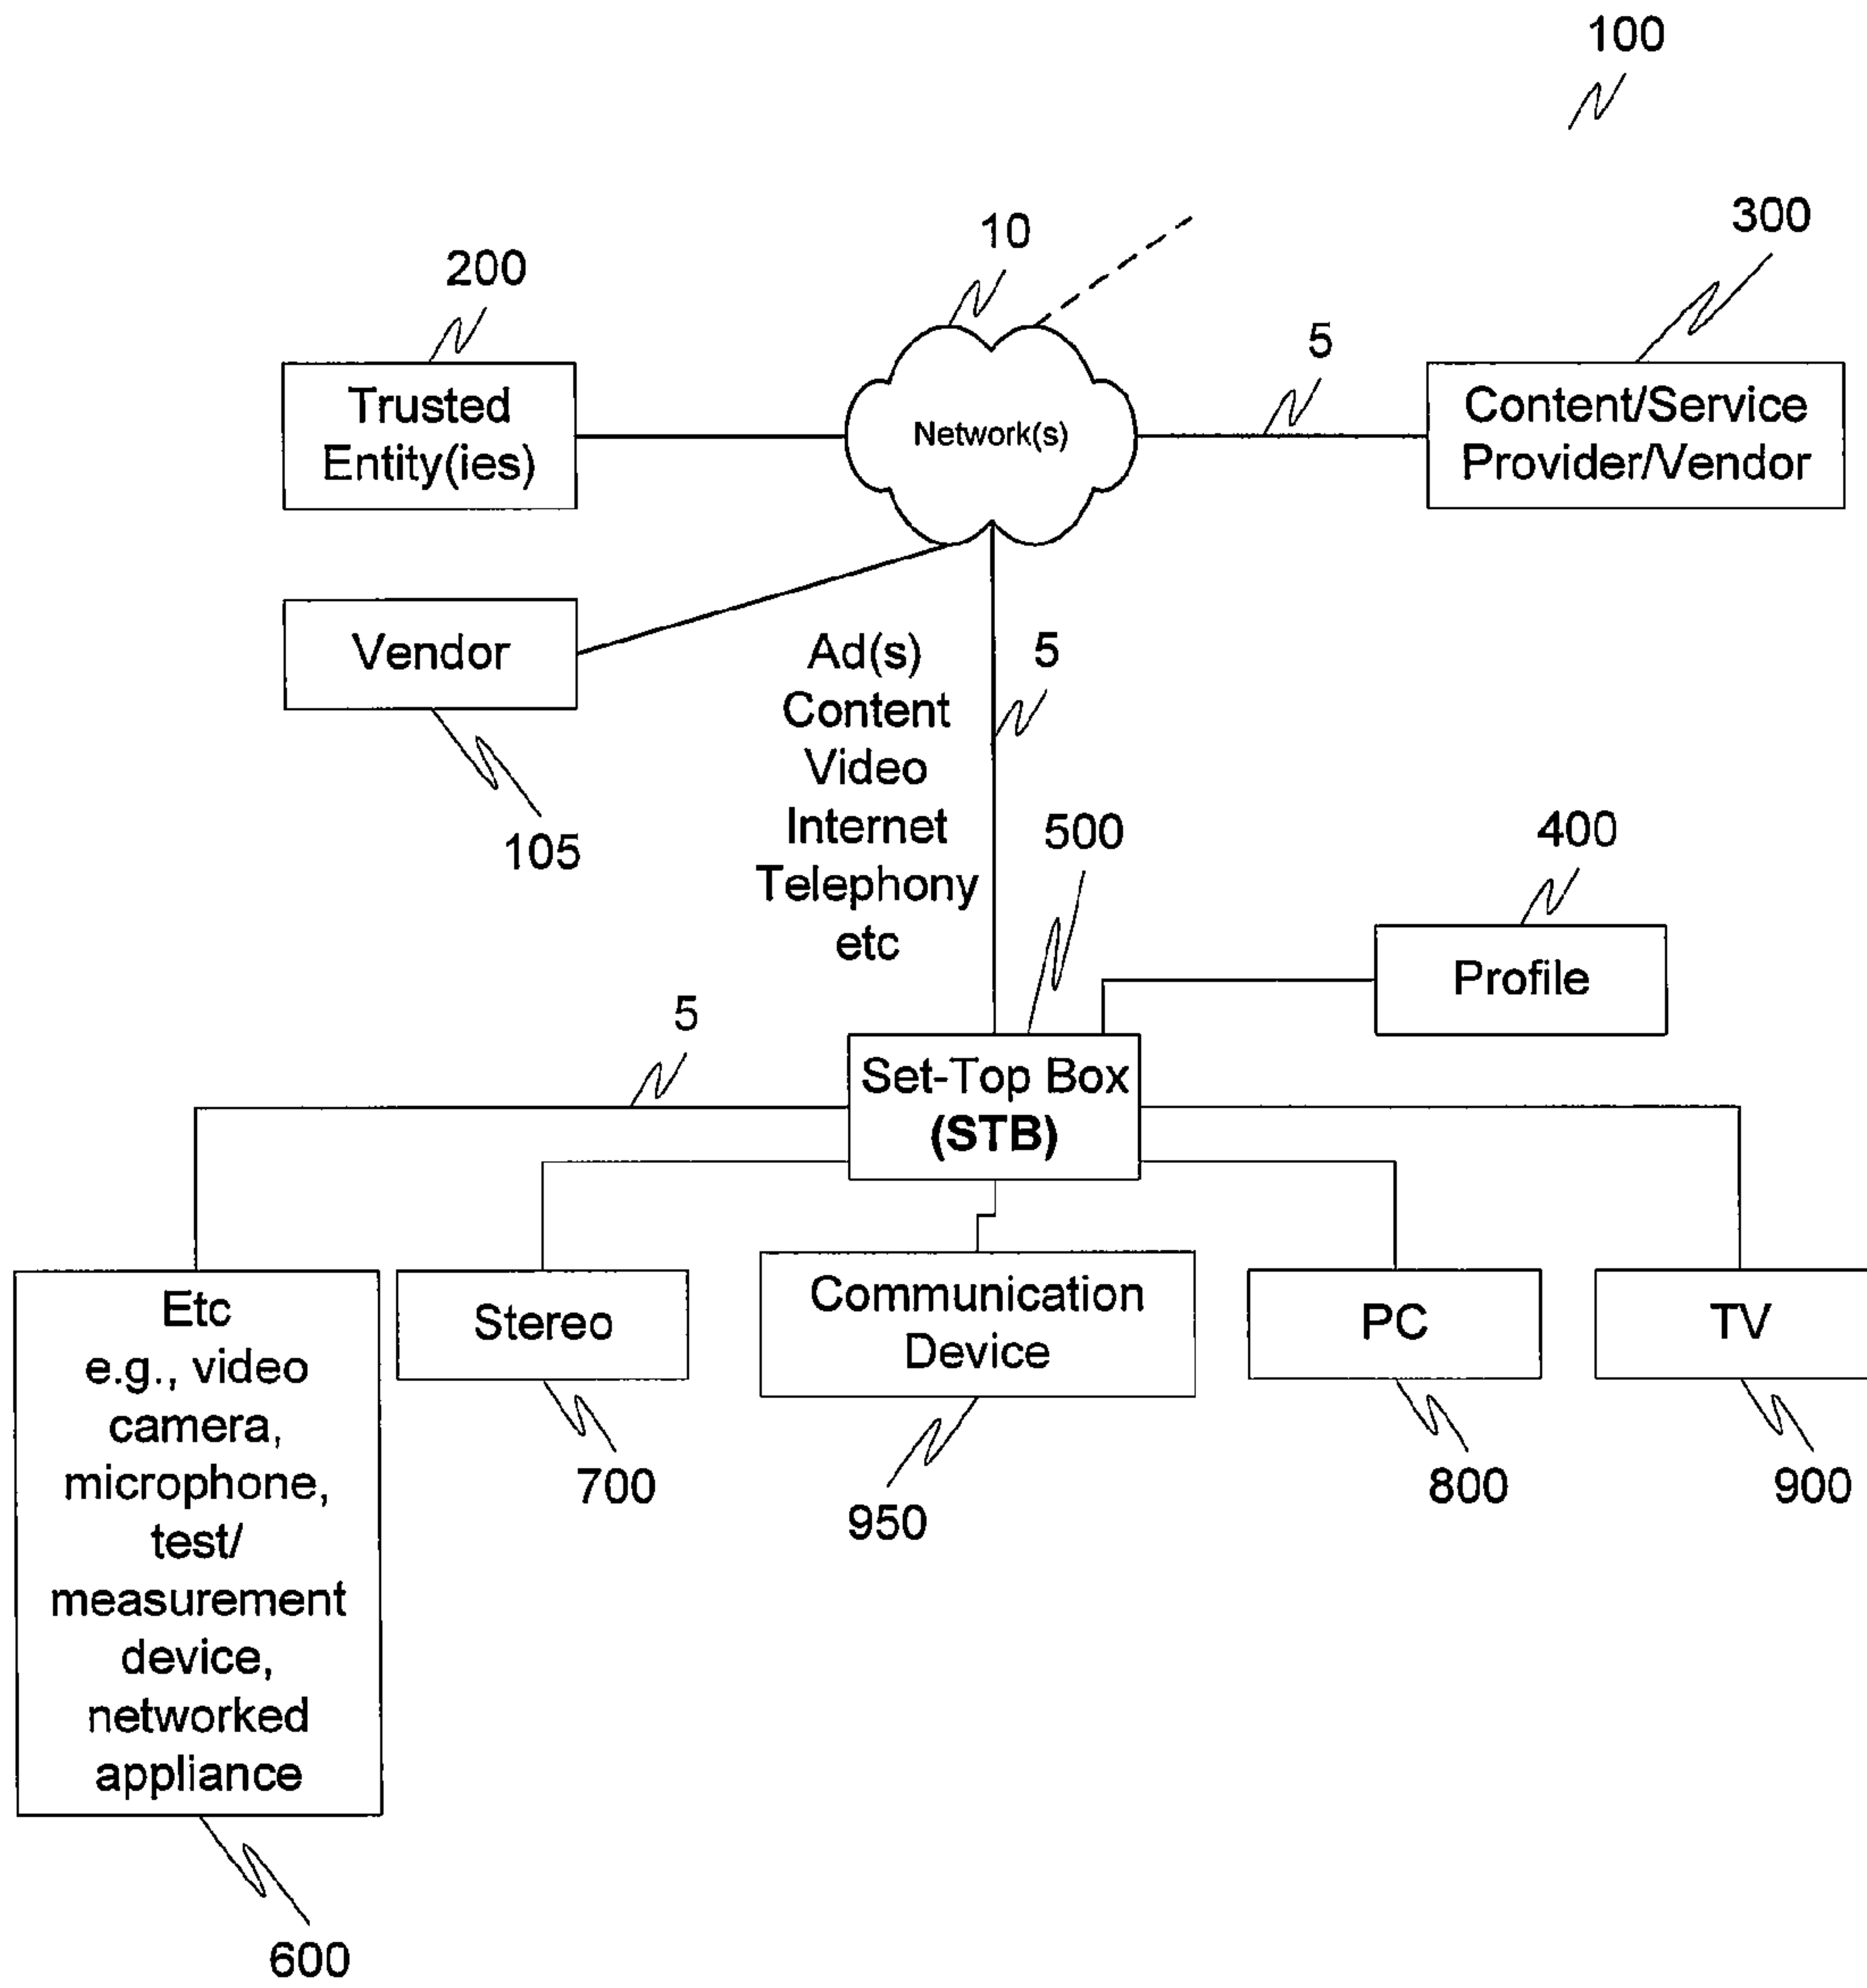 100
10
300
200
5
Trusted
Entity(ies)
Network(s)
Content/Service
Provider/Vendor
Vendor
105
Ad(s)
Content
Video
Internet
Telephony
etc
5
500
400
Profile
5
Set-Top Box
(STB)
Etc
e.g., video
camera,
microphone,
test/
measurement
device,
networked
appliance
600
Stereo
700
Communication
Device
950
PC
800
TV
900